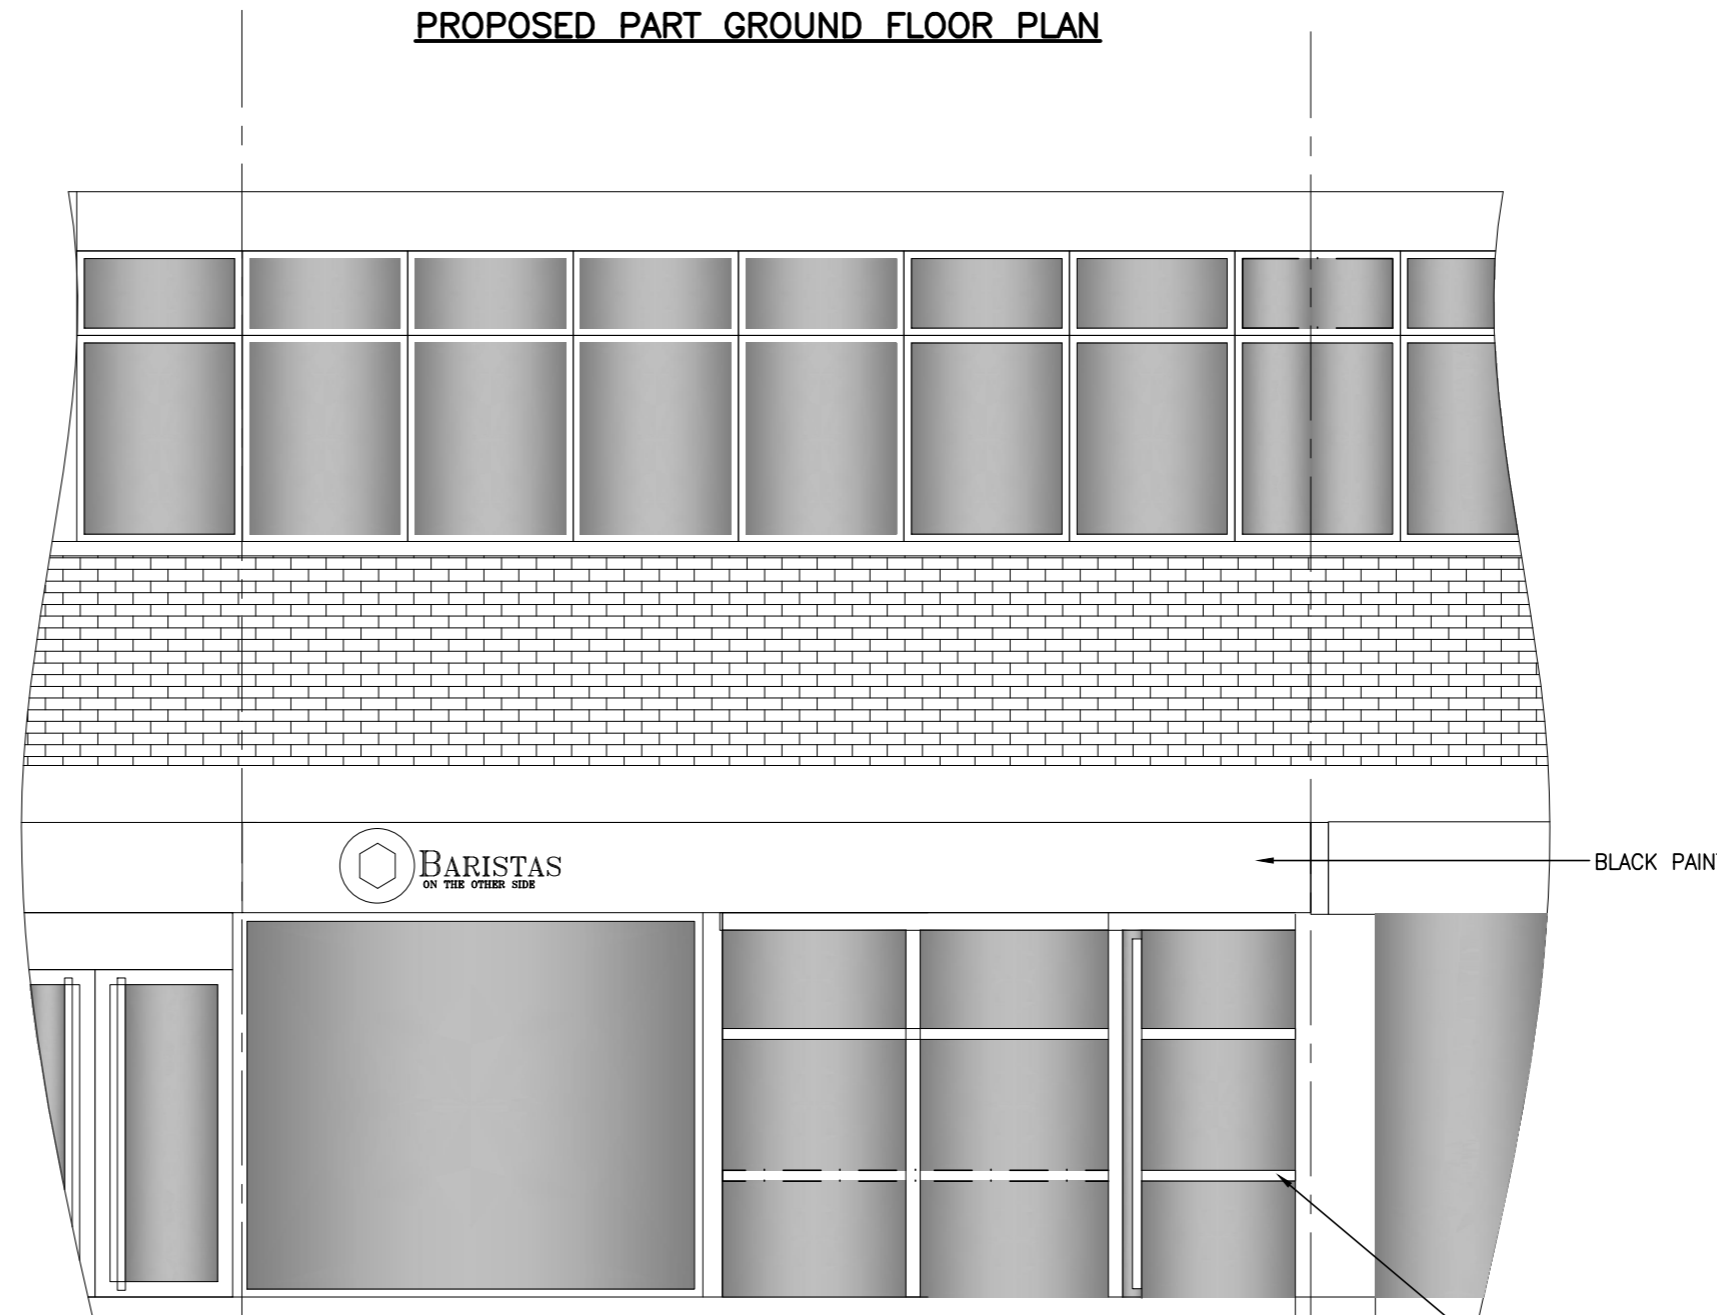 PROPOSED PART GROUND FLOOR PLAN
BARISTAS
ON THE OTHER SIDE
BLACK PAIN